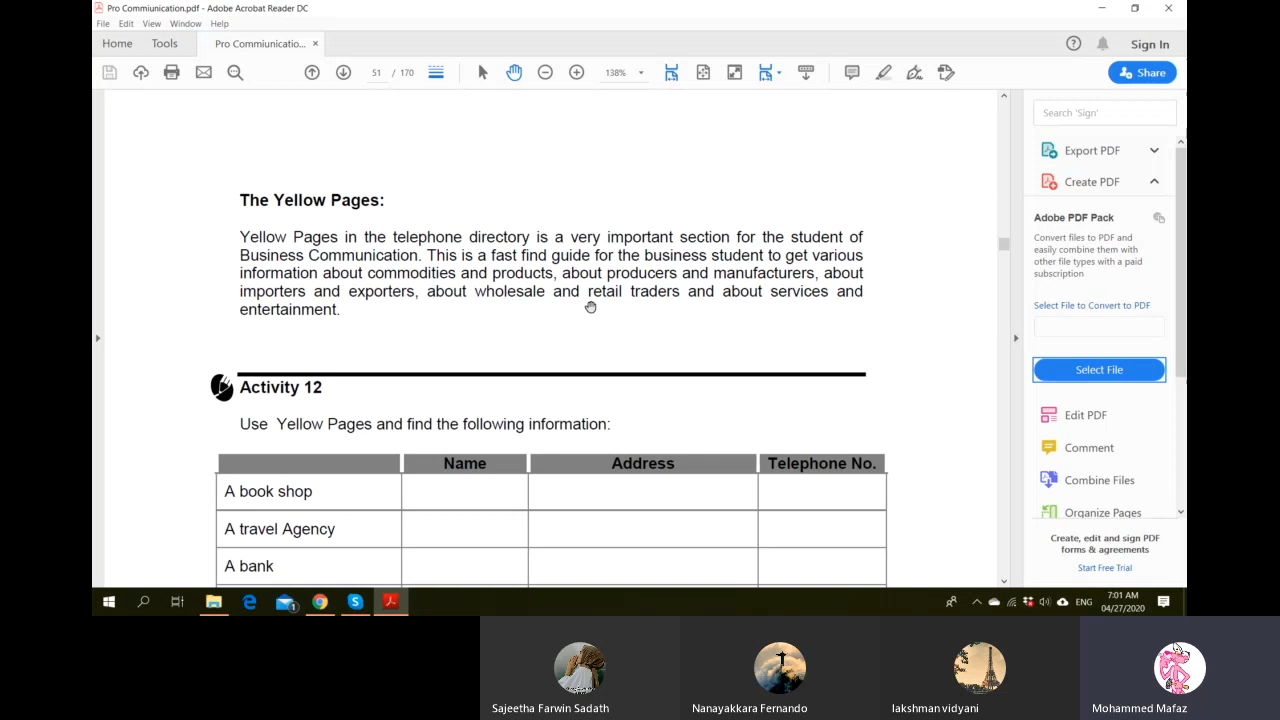 Pro Commiunication.pdf - Adobe Acrobat Reader DC
File Edit View Window Help
Home Tools Pro Commiunicatio... ×
Sign In
51 / 170
138%
Share
Search 'Sign'
Export PDF
Create PDF
Adobe PDF Pack
Convert files to PDF and
easily combine them with
other file types with a paid
subscription
Select File to Convert to PDF
Select File
Edit PDF
Comment
Combine Files
Organize Pages
Create, edit and sign PDF
forms & agreements
Start Free Trial
The Yellow Pages:
Yellow Pages in the telephone directory is a very important section for the student of
Business Communication. This is a fast find guide for the business student to get various
information about commodities and products, about producers and manufacturers, about
importers and exporters, about wholesale and retail traders and about services and
entertainment.
Activity 12
Use Yellow Pages and find the following information:
Name Address Telephone No.
A book shop
A travel Agency
A bank
1
ENG
7:01 AM
04/27/2020
Sajeetha Farwin Sadath
Nanayakkara Fernando
lakshman vidyani
Mohammed Mafaz